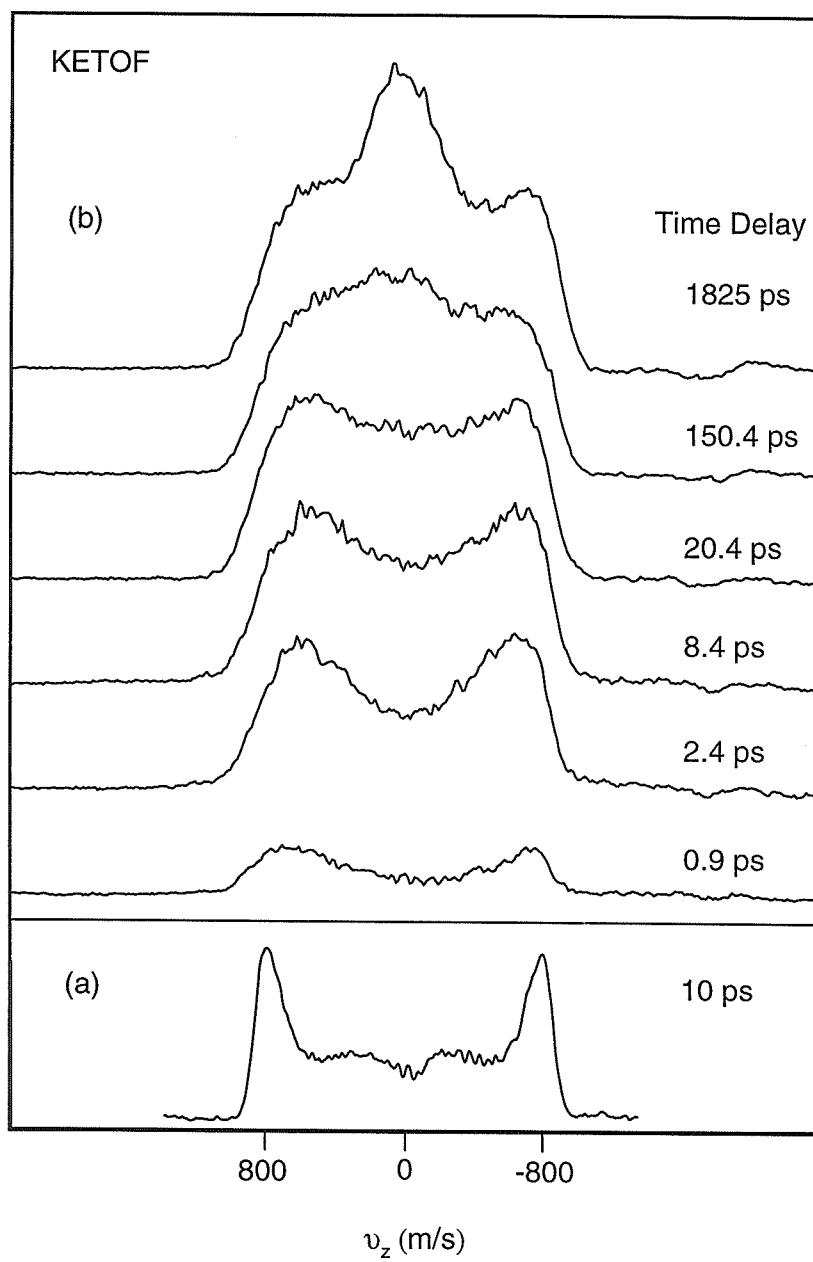 KETOF
(b)
Time Delay
1825 ps
150.4 ps
20.4 ps
8.4 ps
2.4 ps
0.9 ps
(a)
10 ps
800 0 -800
υz (m/s)